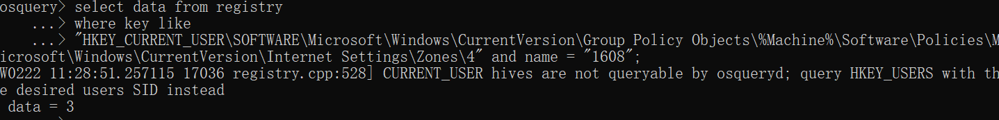 osquery> select data from registry
    ...> where key like
    ...> "HKEY_CURRENT_USER\SOFTWARE\Microsoft\Windows\CurrentVersion\Group Policy Objects\%Machine%\Software\Policies\M
icrosoft\Windows\CurrentVersion\Internet Settings\Zones\4" and name = "1608";
W0222 11:28:51.257115 17036 registry.cpp:528] CURRENT_USER hives are not queryable by osqueryd; query HKEY_USERS with th
e desired users SID instead
 data = 3